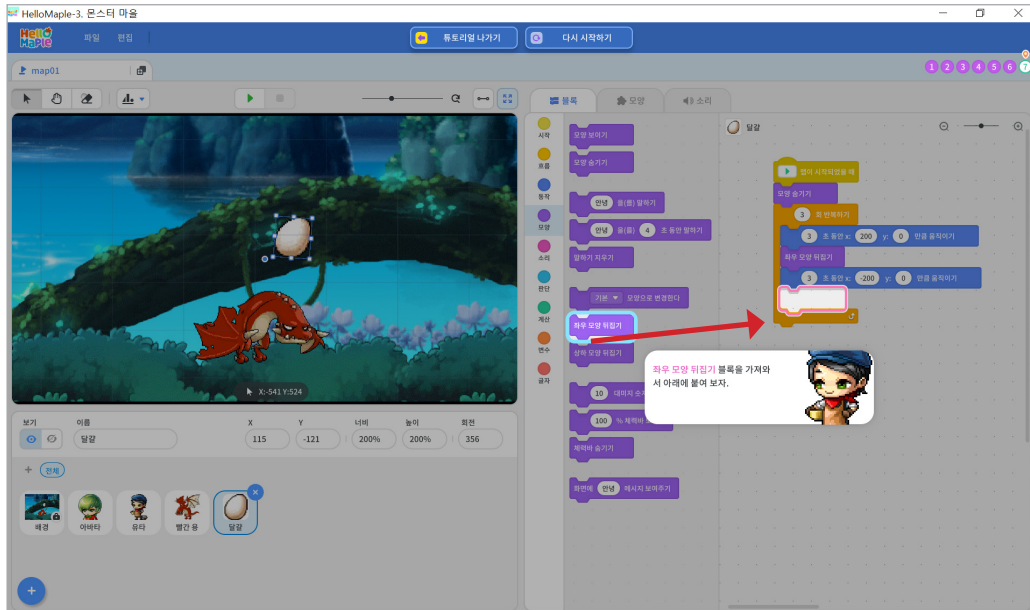 HelloMaple-3. 몬스터 마을
Hello Maple
파일 편집
튜토리얼 나가기
다시 시작하기
map01
1 2 3 4 5 6 7
블록 모양 소리
시작
흐름
동작
모양
소리
판단
계산
변수
글자
모양 보이기
모양 숨기기
안녕 을(를) 말하기
안녕 을(를) 4 초 동안 말하기
말하기 지우기
기본 모양으로 변경한다
좌우 모양 뒤집기
상하 모양 뒤집기
10 대미지 숫
100 % 체력바
체력바 숨기기
화면에 안녕 메시지 보여주기
달걀
맵이 시작되었을 때
모양 숨기기
3 회 반복하기
3 초 동안 x: 200 y: 0 만큼 움직이기
좌우 모양 뒤집기
3 초 동안 x: -200 y: 0 만큼 움직이기
좌우 모양 뒤집기 블록을 가져와
서 아래에 붙여 보자.
X:-541 Y:524
보기 이름 X Y 너비 높이 회전
달걀 115 -121 200% 200% 356
전체
배경 아바타 유타 빨간 용 달걀